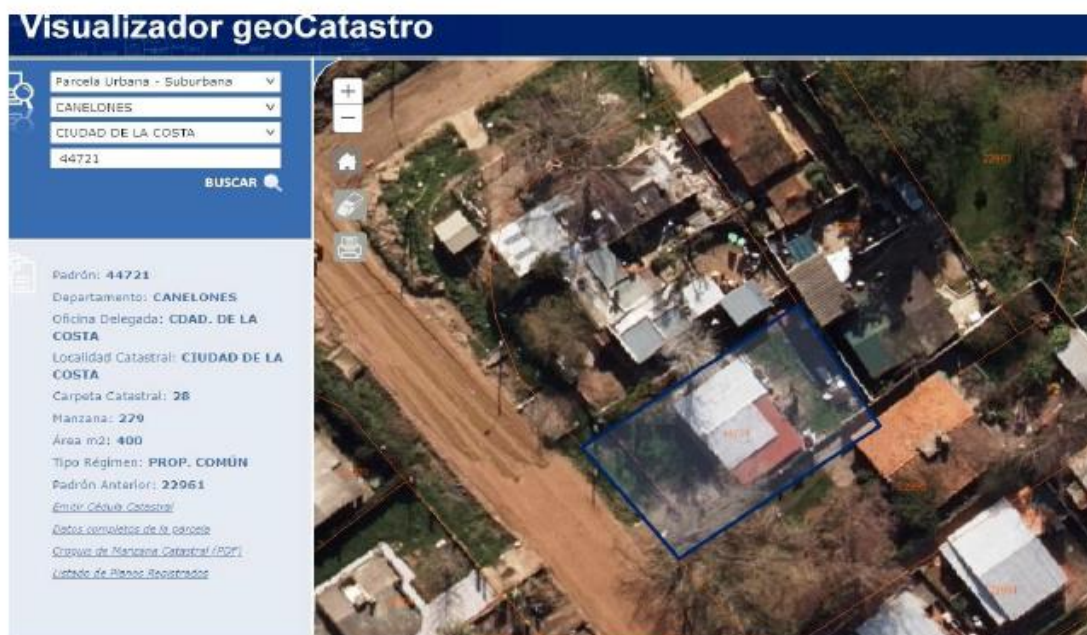 Visualizador geoCatastro
Parcela Urbana - Suburbana
CANELONES
CIUDAD DE LA COSTA
44721
BUSCAR
+
−
Padrón: 44721
Departamento: CANELONES
Oficina Delegada: CDAD. DE LA
COSTA
Localidad Catastral: CIUDAD DE LA
COSTA
Carpeta Catastral: 28
Manzana: 279
Área m2: 400
Tipo Régimen: PROP. COMÚN
Padrón Anterior: 22961
Emitir Cédula Catastral
Datos completos de la parcela
Croquis de Manzana Catastral (PDF)
Listado de Planos Registrados